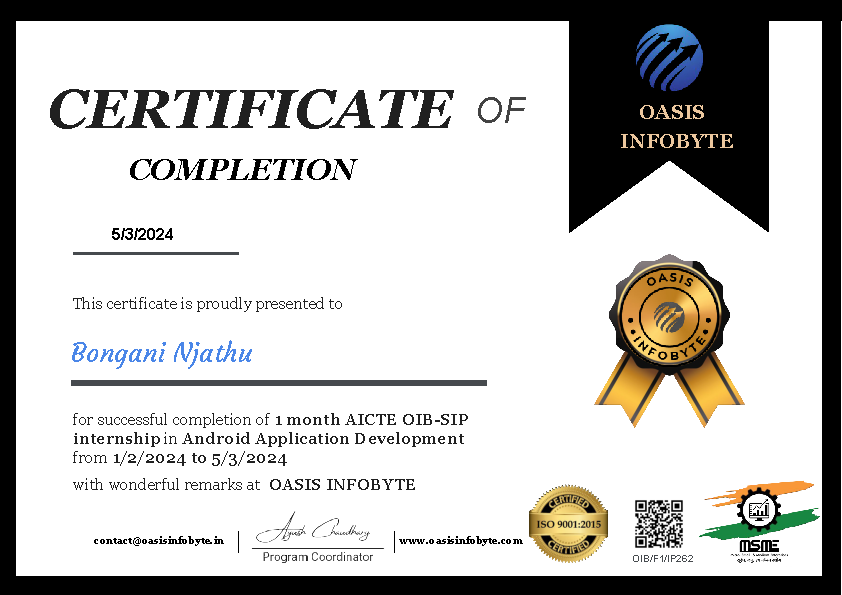 CERTIFICATE OF
COMPLETION
OASIS
INFOBYTE
5/3/2024
This certificate is proudly presented to
Bongani Njathu
for successful completion of 1 month AICTE OIB-SIP
internship in Android Application Development
from 1/2/2024 to 5/3/2024
with wonderful remarks at OASIS INFOBYTE
OASIS
INFOBYTE
contact@oasisinfobyte.in
Ayush Choudhary
Program Coordinator
www.oasisinfobyte.com
CERTIFIED
ISO 9001:2015
CERTIFIED
OIB/F1/IP262
MSME